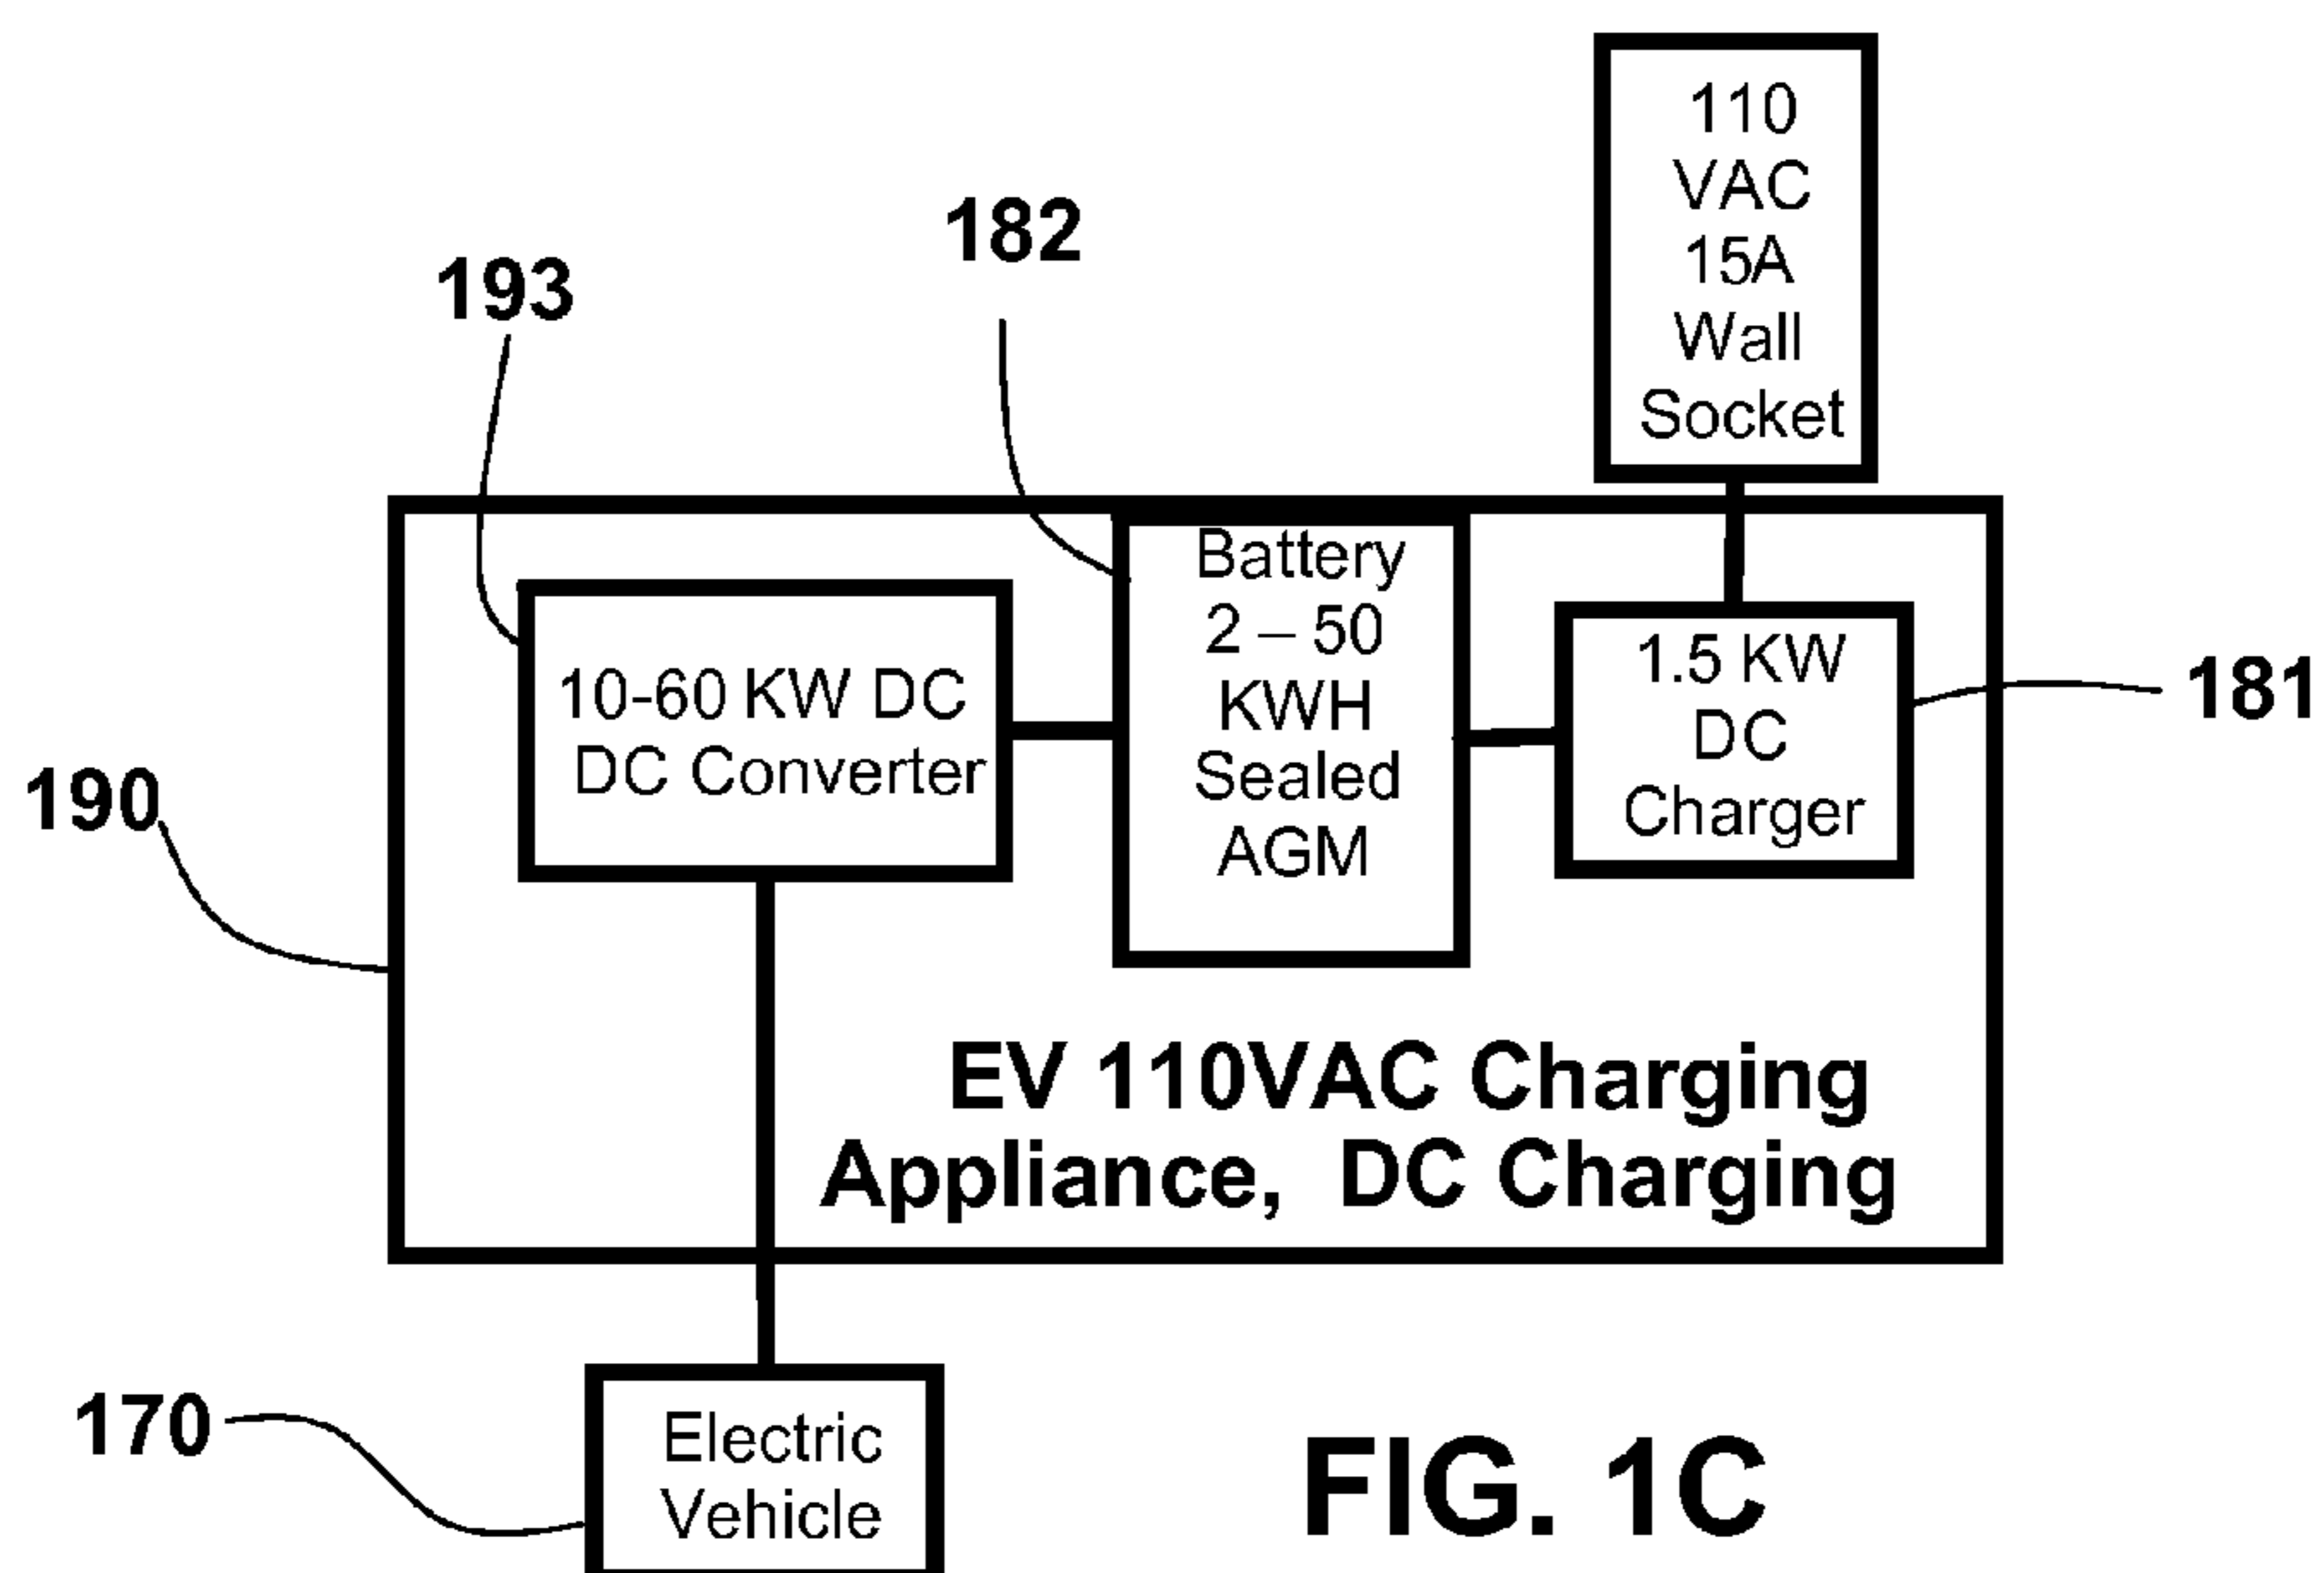 110
VAC
15A
Wall
Socket
182
193
Battery
2 – 50
KWH
Sealed
AGM
10-60 KW DC
DC Converter
1.5 KW
DC
Charger
181
190
EV 110VAC Charging
Appliance, DC Charging
170
Electric
Vehicle
FIG. 1C